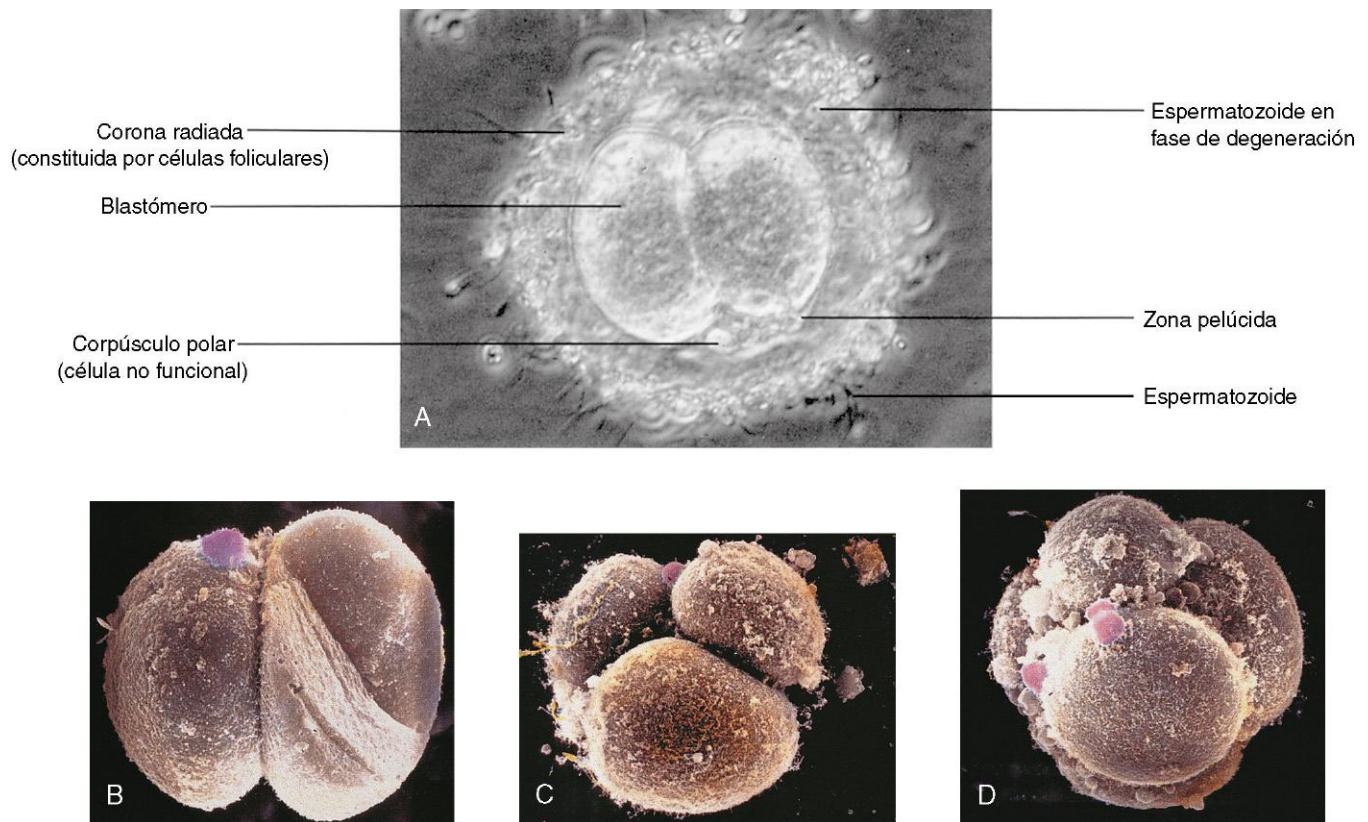 Corona radiada
(constituida por células foliculares)
Blastómero
Corpúsculo polar
(célula no funcional)
Espermatozoide en
fase de degeneración
Zona pelúcida
Espermatozoide
A
B
C
D